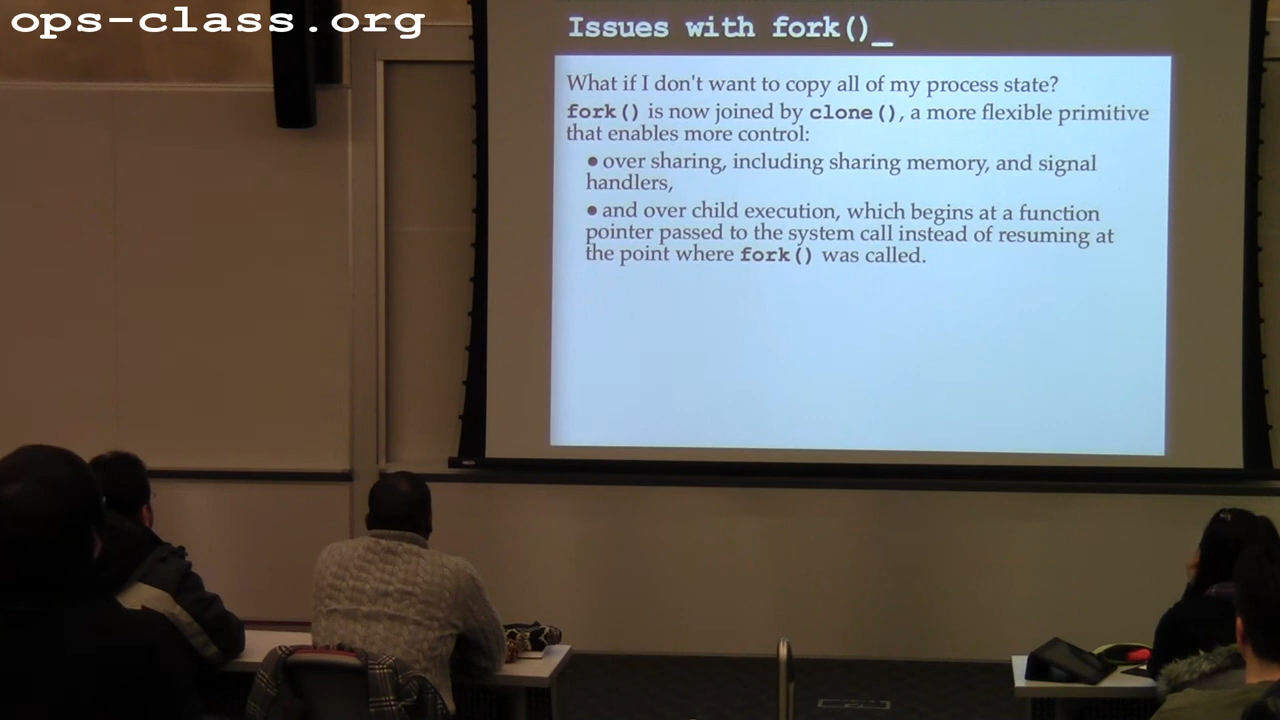 ops-class.org
Issues with fork()_
What if I don't want to copy all of my process state?
fork() is now joined by clone(), a more flexible primitive
that enables more control:
● over sharing, including sharing memory, and signal
handlers,
● and over child execution, which begins at a function
pointer passed to the system call instead of resuming at
the point where fork() was called.